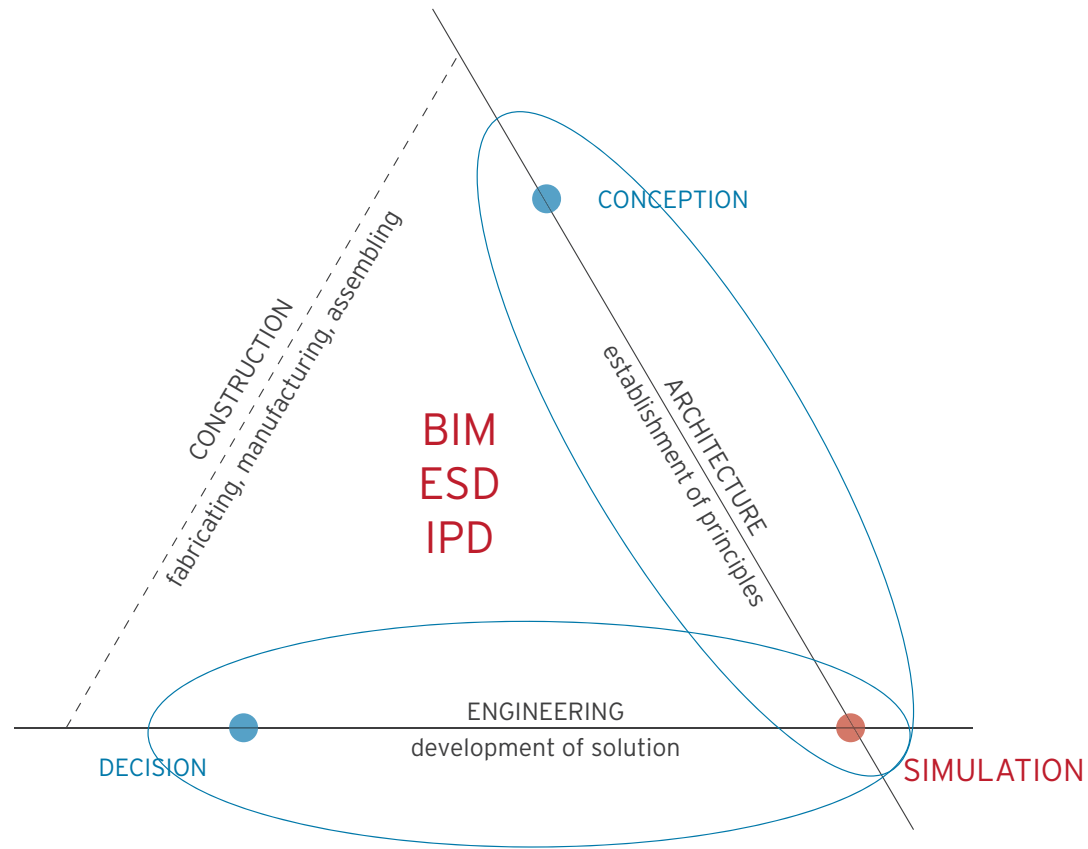 CONCEPTION
CONSTRUCTION
fabricating, manufacturing, assembling
ARCHITECTURE
establishment of principles
BIM
ESD
IPD
ENGINEERING
development of solution
DECISION
SIMULATION